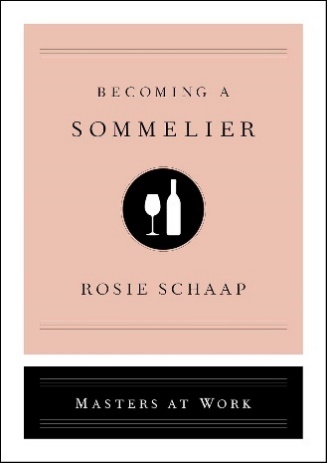 BECOMING A
SOMMELIER
ROSIE SCHAAP
MASTERS AT WORK